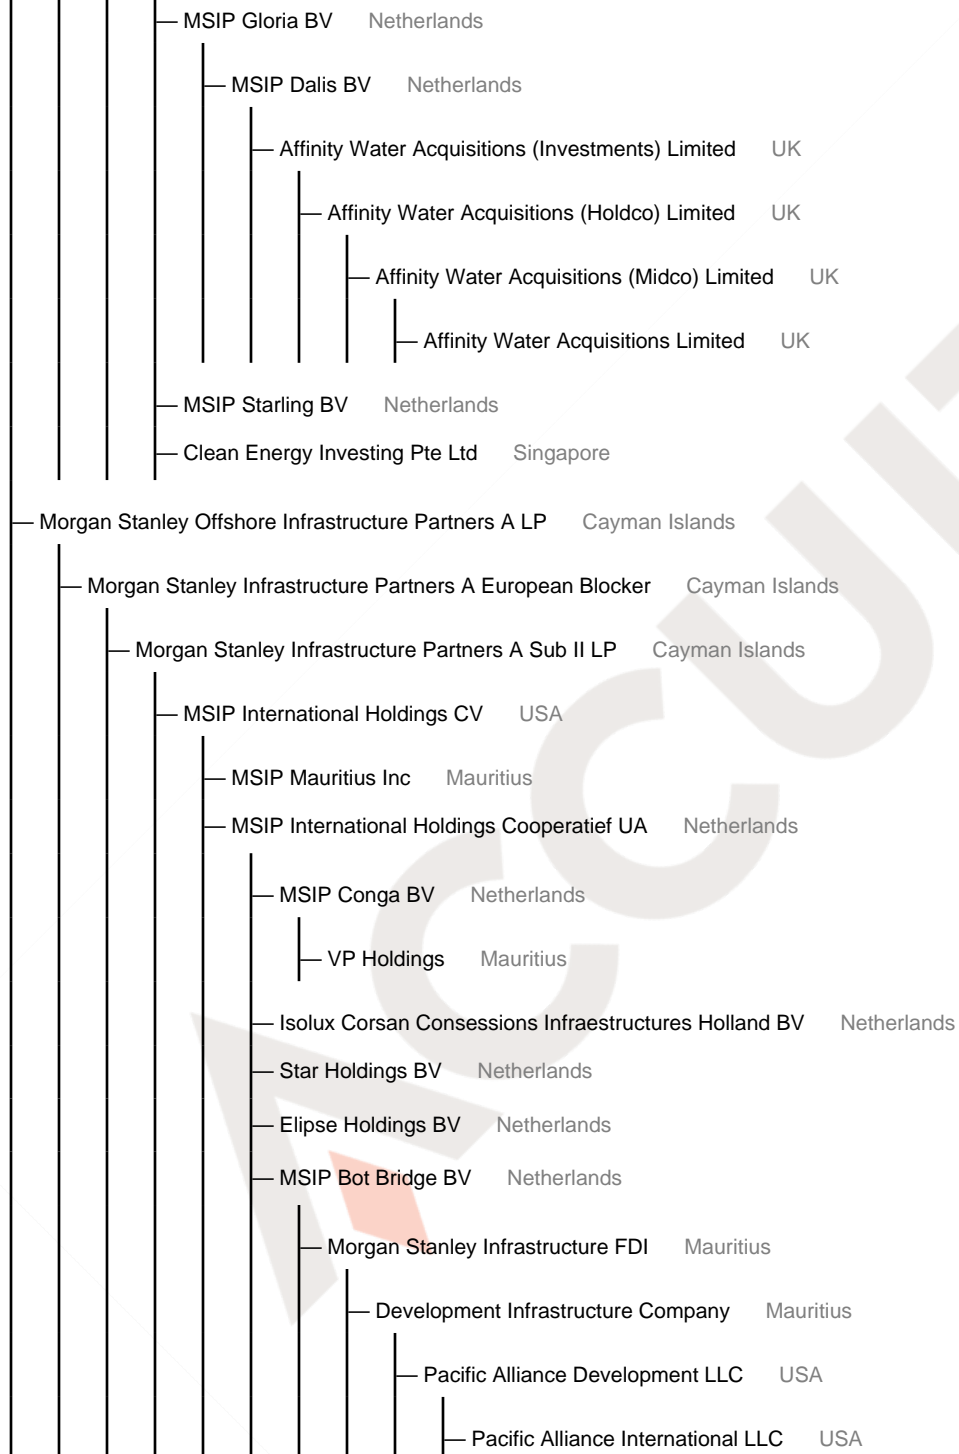 MSIP Gloria BV Netherlands
MSIP Dalis BV Netherlands
Affinity Water Acquisitions (Investments) Limited UK
Affinity Water Acquisitions (Holdco) Limited UK
Affinity Water Acquisitions (Midco) Limited UK
Affinity Water Acquisitions Limited UK
MSIP Starling BV Netherlands
Clean Energy Investing Pte Ltd Singapore
Morgan Stanley Offshore Infrastructure Partners A LP Cayman Islands
Morgan Stanley Infrastructure Partners A European Blocker Cayman Islands
Morgan Stanley Infrastructure Partners A Sub II LP Cayman Islands
MSIP International Holdings CV USA
MSIP Mauritius Inc Mauritius
MSIP International Holdings Cooperatief UA Netherlands
MSIP Conga BV Netherlands
VP Holdings Mauritius
Isolux Corsan Consessions Infraestructures Holland BV Netherlands
Star Holdings BV Netherlands
Elipse Holdings BV Netherlands
MSIP Bot Bridge BV Netherlands
Morgan Stanley Infrastructure FDI Mauritius
Development Infrastructure Company Mauritius
Pacific Alliance Development LLC USA
Pacific Alliance International LLC USA
ACCUI